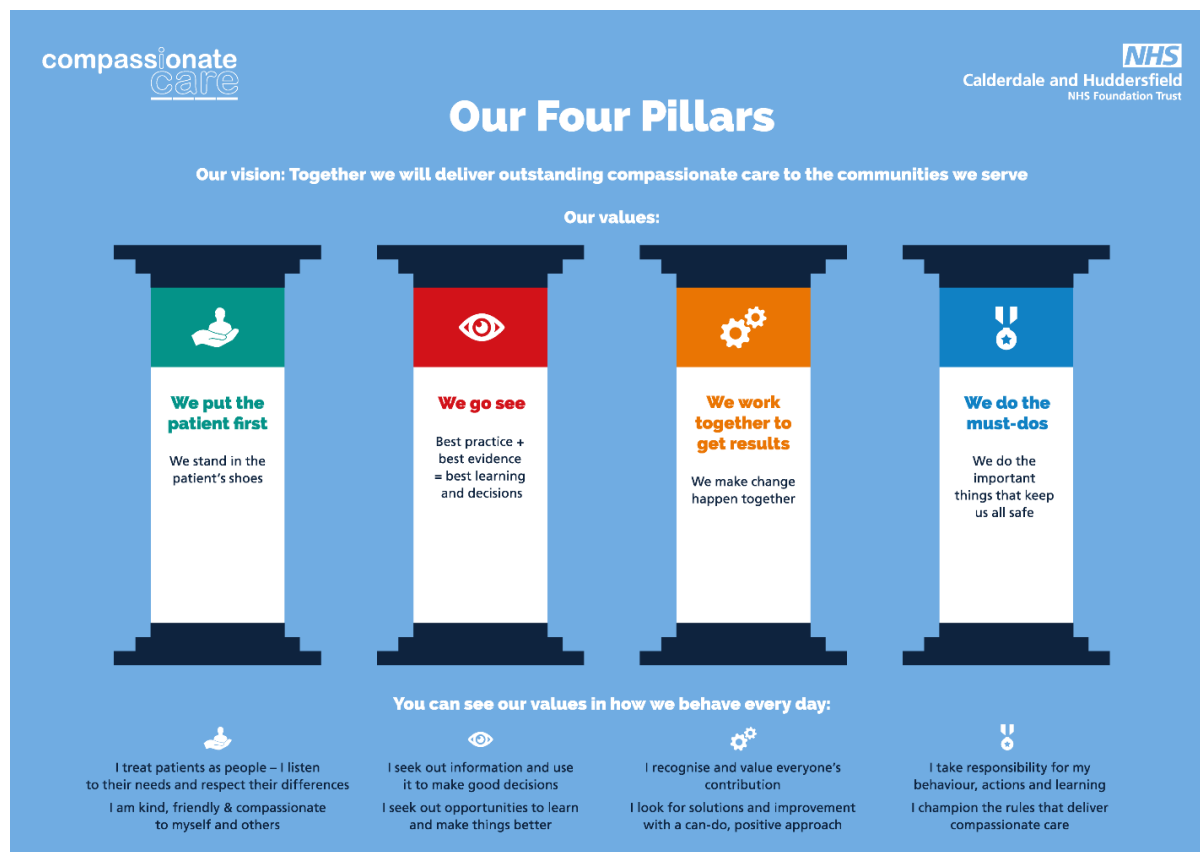 compassionate
care
NHS
Calderdale and Huddersfield
NHS Foundation Trust
Our Four Pillars
Our vision: Together we will deliver outstanding compassionate care to the communities we serve
Our values:
We put the
patient first
We stand in the
patient's shoes
We go see
Best practice +
best evidence
= best learning
and decisions
We work
together to
get results
We make change
happen together
We do the
must-dos
We do the
important
things that keep
us all safe
You can see our values in how we behave every day:
I treat patients as people – I listen
to their needs and respect their differences
I am kind, friendly & compassionate
to myself and others
I seek out information and use
it to make good decisions
I seek out opportunities to learn
and make things better
I recognise and value everyone's
contribution
I look for solutions and improvement
with a can-do, positive approach
I take responsibility for my
behaviour, actions and learning
I champion the rules that deliver
compassionate care